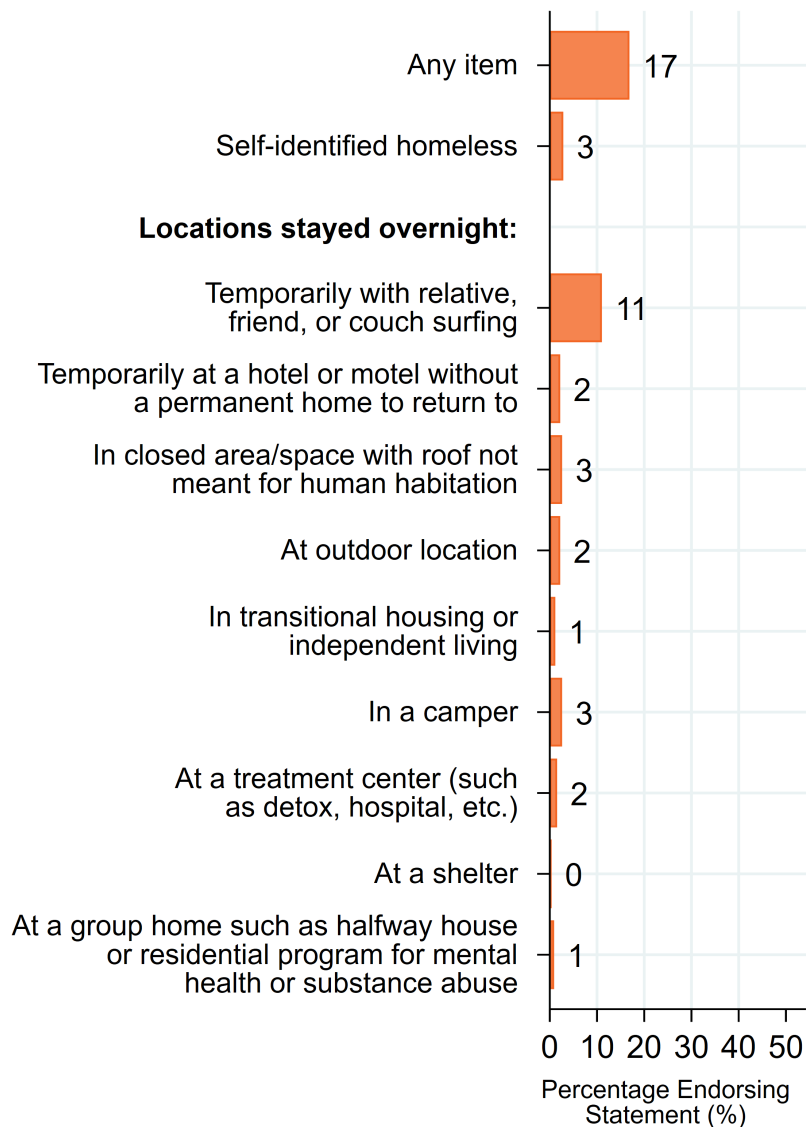 Any item
17
Self-identified homeless
3
Locations stayed overnight:
Temporarily with relative,
friend, or couch surfing
11
Temporarily at a hotel or motel without
a permanent home to return to
2
In closed area/space with roof not
meant for human habitation
3
At outdoor location
2
In transitional housing or
independent living
1
In a camper
3
At a treatment center (such
as detox, hospital, etc.)
2
At a shelter
0
At a group home such as halfway house
or residential program for mental
health or substance abuse
1
0 10 20 30 40 50
Percentage Endorsing
Statement (%)